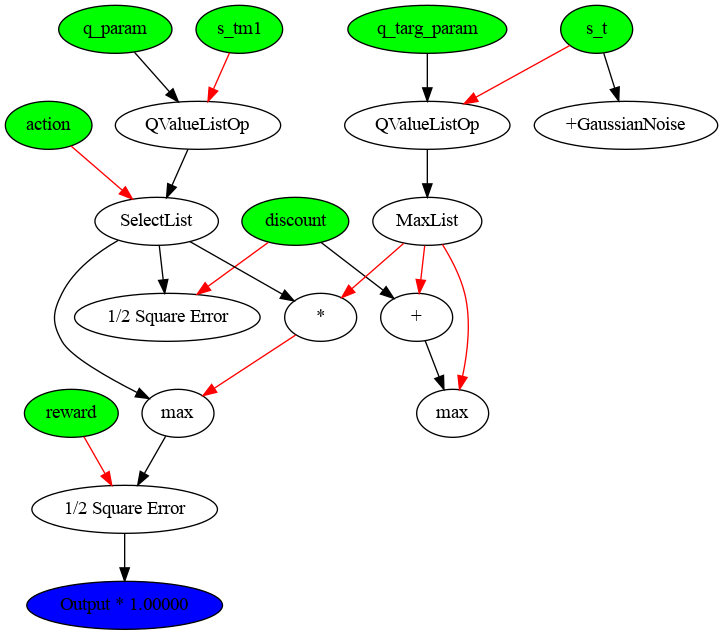 q_param
s_tm1
q_targ_param
s_t
action
QValueListOp
QValueListOp
+GaussianNoise
SelectList
discount
MaxList
1/2 Square Error
*
+
reward
max
max
1/2 Square Error
Output * 1.00000